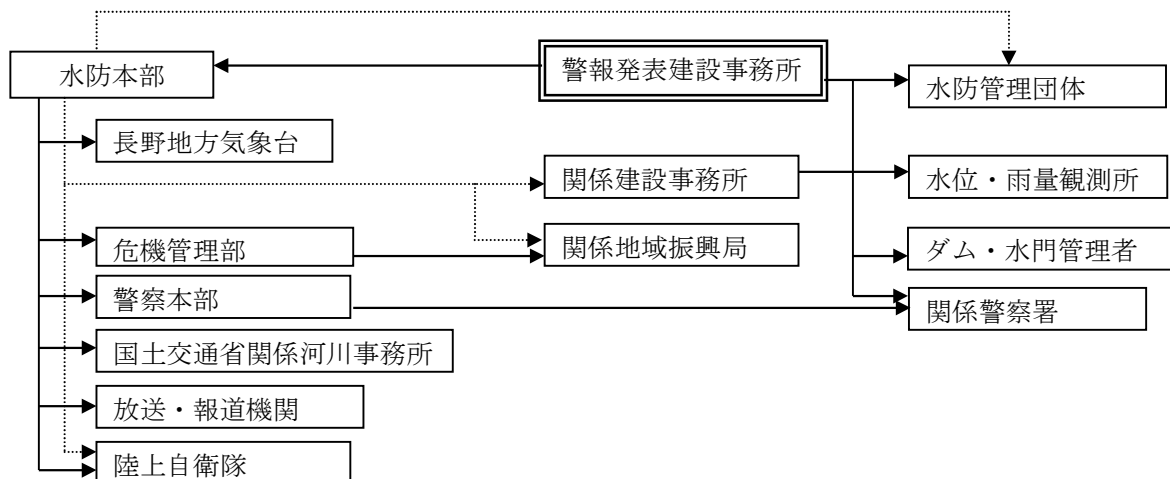 水防本部
警報発表建設事務所
水防管理団体
長野地方気象台
関係建設事務所
水位・雨量観測所
危機管理部
関係地域振興局
ダム・水門管理者
警察本部
関係警察署
国土交通省関係河川事務所
放送・報道機関
陸上自衛隊